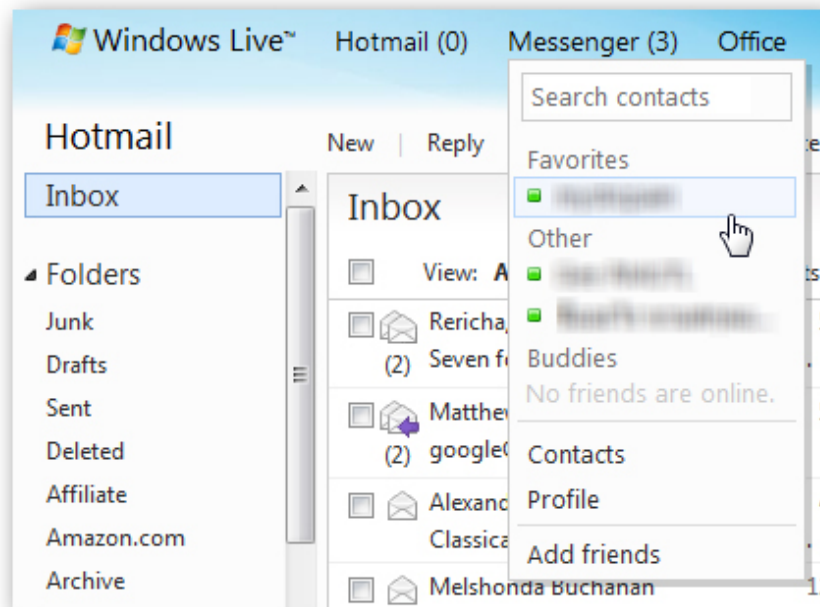 Windows Live™ Hotmail (0) Messenger (3) Office
Search contacts
Hotmail
New | Reply
Favorites
Inbox
Inbox
Other
View:
Folders
Junk
Drafts
Sent
Deleted
Affiliate
Amazon.com
Archive
(2) Seven
(2)
Buddies
No friends are online.
Contacts
Profile
Add friends
Melshonda Buchanan